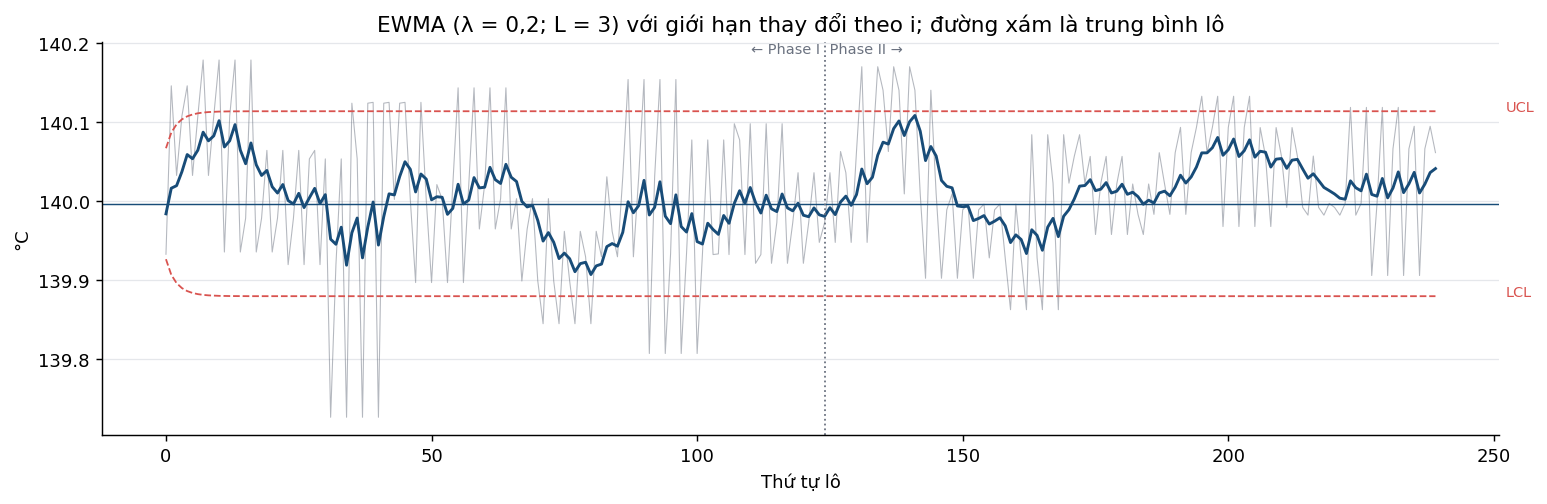 EWMA (λ = 0,2; L = 3) với giới hạn thay đổi theo i; đường xám là trung bình lô
← Phase I
Phase II →
140.2
140.1
140.0
139.9
139.8
°C
UCL
LCL
0
50
100
150
200
250
Thứ tự lô